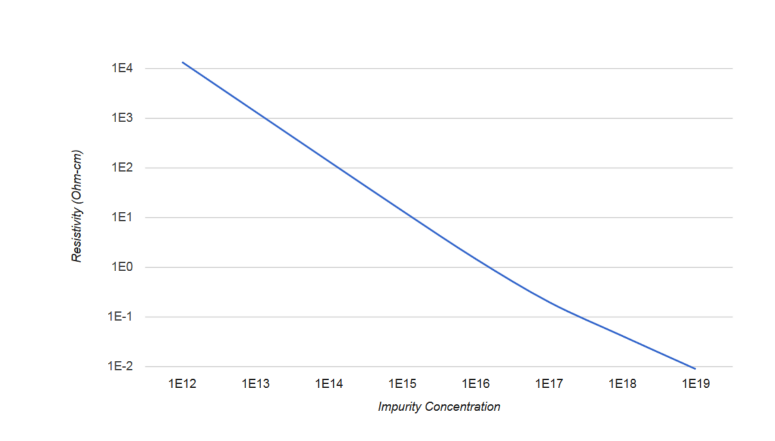 1E4
1E3
1E2
1E1
1E0
1E-1
1E-2
Resistivity (Ohm-cm)
1E12 1E13 1E14 1E15 1E16 1E17 1E18 1E19
Impurity Concentration